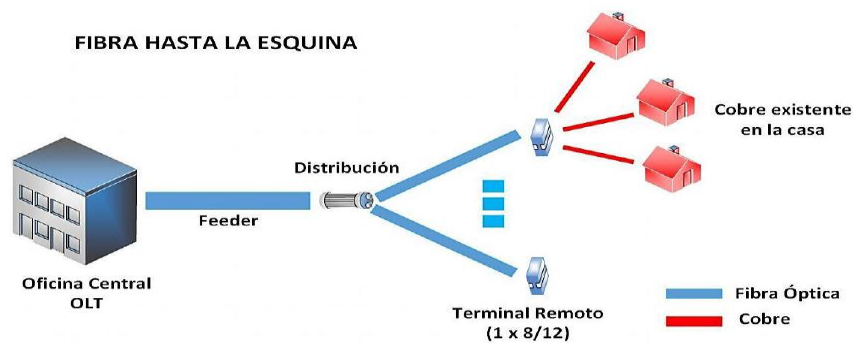 FIBRA HASTA LA ESQUINA
Cobre existente
en la casa
Distribución
Feeder
Oficina Central
OLT
Terminal Remoto
(1 x 8/12)
Fibra Óptica
Cobre